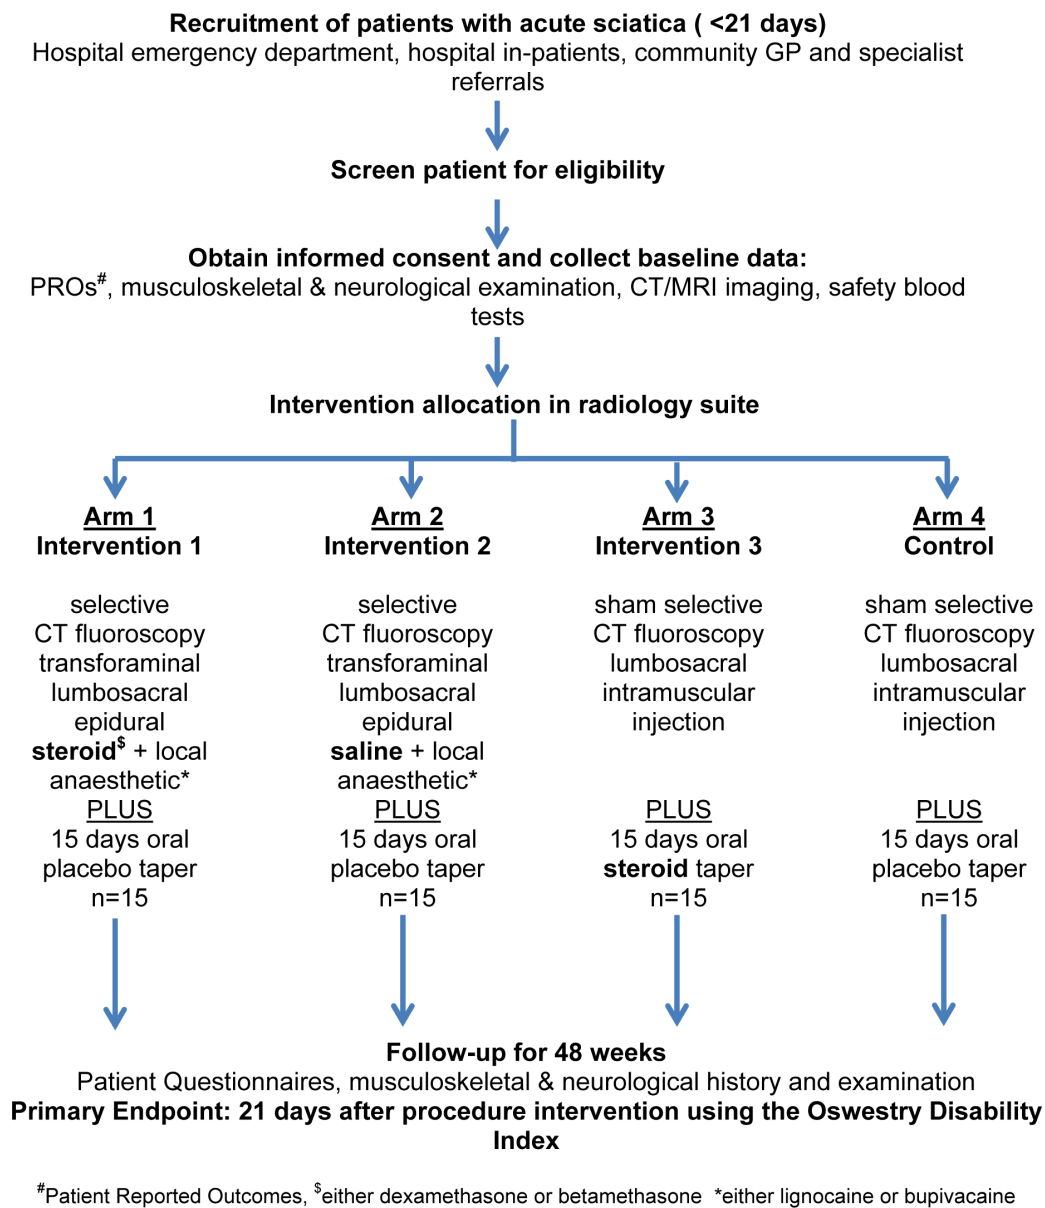 Recruitment of patients with acute sciatica ( <21 days)
Hospital emergency department, hospital in-patients, community GP and specialist
referrals
Screen patient for eligibility
Obtain informed consent and collect baseline data:
PROs#, musculoskeletal & neurological examination, CT/MRI imaging, safety blood
tests
Intervention allocation in radiology suite
Arm 1
Intervention 1
selective
CT fluoroscopy
transforaminal
lumbosacral
epidural
steroid$ + local
anaesthetic*
PLUS
15 days oral
placebo taper
n=15
Arm 2
Intervention 2
selective
CT fluoroscopy
transforaminal
lumbosacral
epidural
saline + local
anaesthetic*
PLUS
15 days oral
placebo taper
n=15
Arm 3
Intervention 3
sham selective
CT fluoroscopy
lumbosacral
intramuscular
injection
PLUS
15 days oral
steroid taper
n=15
Arm 4
Control
sham selective
CT fluoroscopy
lumbosacral
intramuscular
injection
PLUS
15 days oral
placebo taper
n=15
Follow-up for 48 weeks
Patient Questionnaires, musculoskeletal & neurological history and examination
Primary Endpoint: 21 days after procedure intervention using the Oswestry Disability
Index
#Patient Reported Outcomes, $either dexamethasone or betamethasone *either lignocaine or bupivacaine